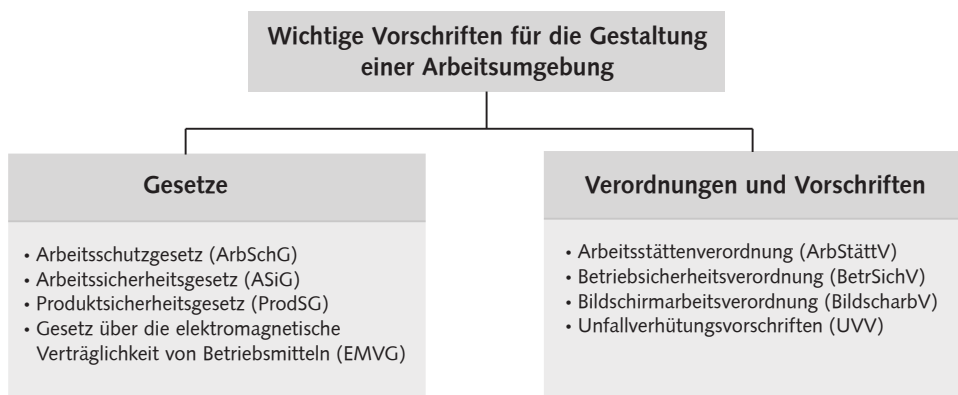 Wichtige Vorschriften für die Gestaltung
einer Arbeitsumgebung
Gesetze
• Arbeitsschutzgesetz (ArbSchG)
• Arbeitssicherheitsgesetz (ASiG)
• Produktsicherheitsgesetz (ProdSG)
• Gesetz über die elektromagnetische
Verträglichkeit von Betriebsmitteln (EMVG)
Verordnungen und Vorschriften
• Arbeitsstättenverordnung (ArbStättV)
• Betriebsicherheitsverordnung (BetrSichV)
• Bildschirmarbeitsverordnung (BildscharbV)
• Unfallverhütungsvorschriften (UVV)